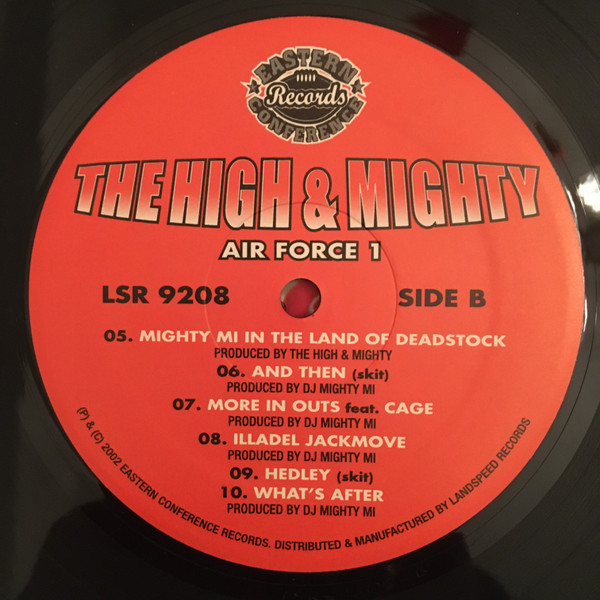 EASTERN
Records
CONFERENCE
THE HIGH & MIGHTY
AIR FORCE 1
LSR 9208
SIDE B
05. MIGHTY MI IN THE LAND OF DEADSTOCK
PRODUCED BY THE HIGH & MIGHTY
06. AND THEN (skit)
PRODUCED BY DJ MIGHTY MI
07. MORE IN OUTS feat. CAGE
PRODUCED BY DJ MIGHTY MI
08. ILLADEL JACKMOVE
PRODUCED BY DJ MIGHTY MI
09. HEDLEY (skit)
10. WHAT'S AFTER
PRODUCED BY DJ MIGHTY MI
(P) & (C) 2002 EASTERN CONFERENCE RECORDS. DISTRIBUTED & MANUFACTURED BY LANDSPEED RECORDS